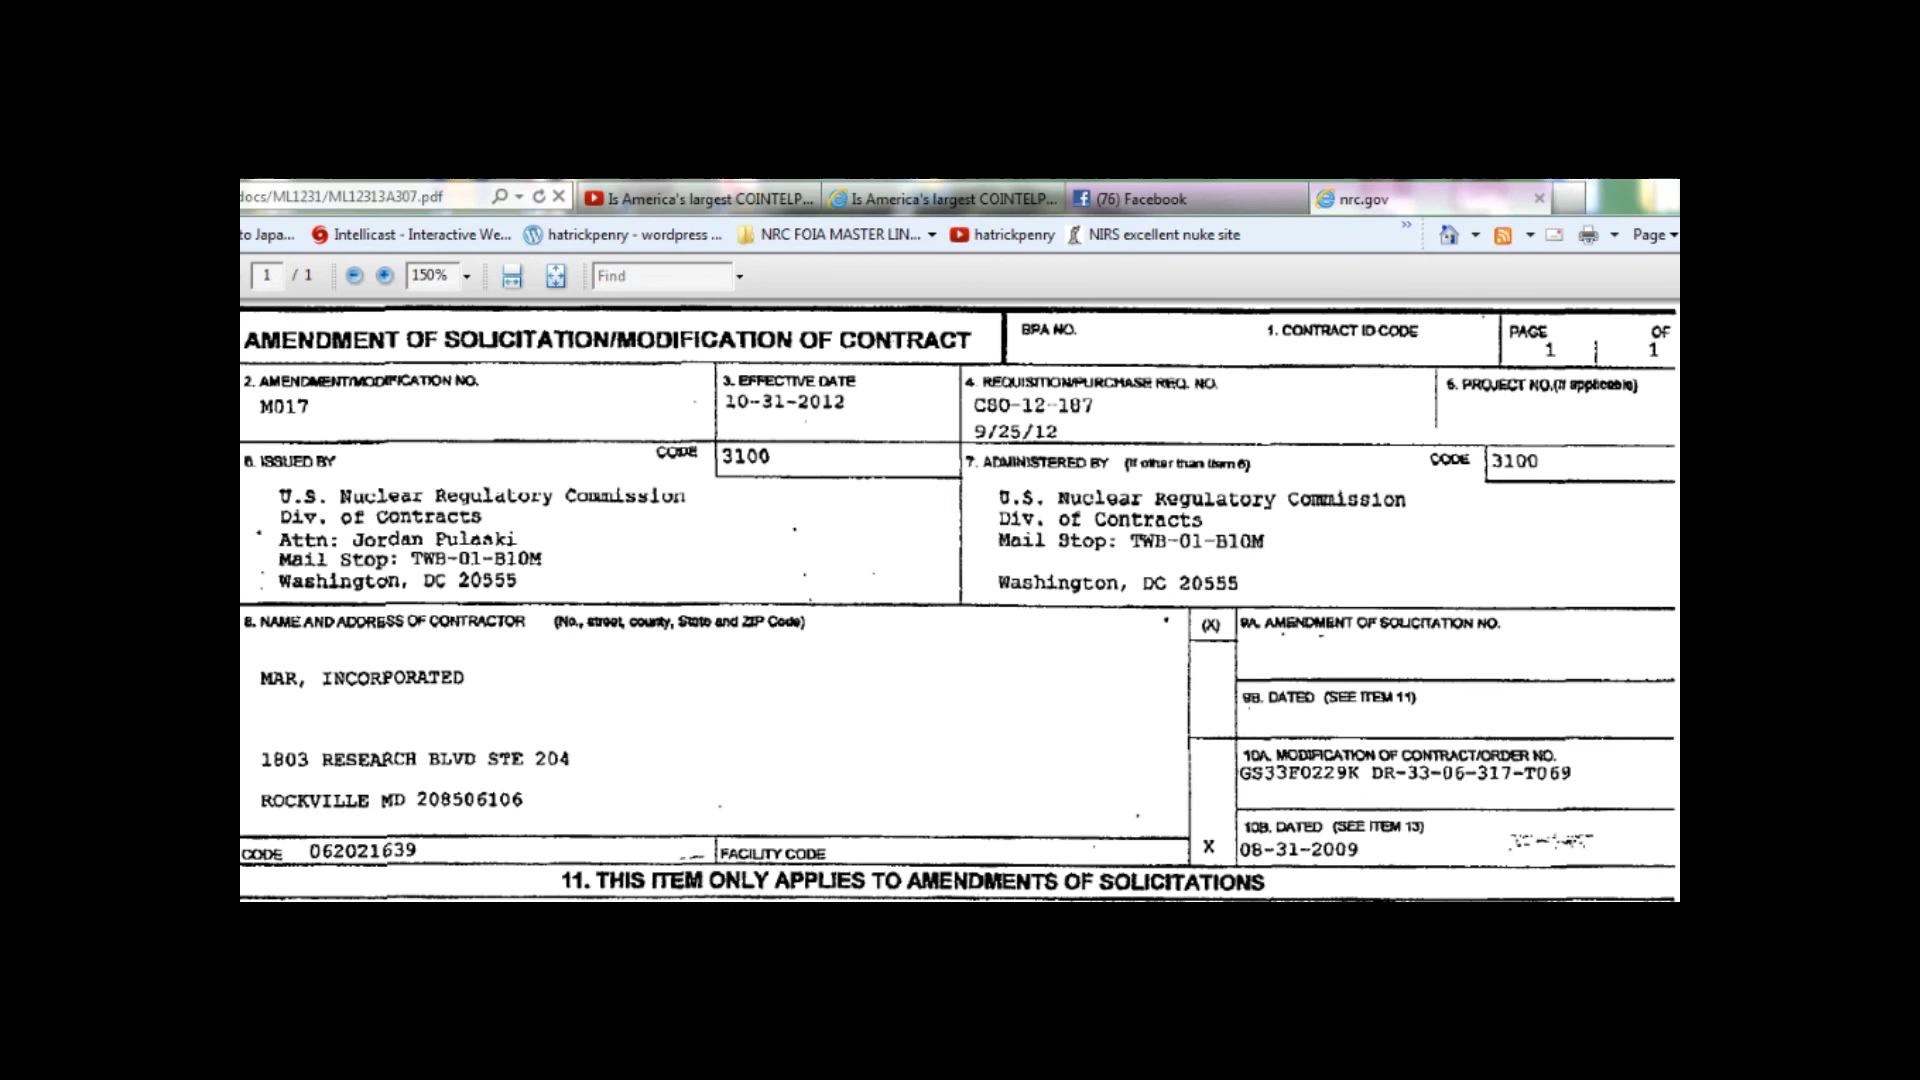 docs/ML1231/ML12313A307.pdf
Is America's largest COINTELP...
Is America's largest COINTELP...
(76) Facebook
nrc.gov
to Japa...
Intellicast - Interactive We...
hatrickpenry - wordpress ...
NRC FOIA MASTER LIN...
hatrickpenry
NIRS excellent nuke site
Page
1 / 1
150%
Find
AMENDMENT OF SOLICITATION/MODIFICATION OF CONTRACT
BPA NO.
1. CONTRACT ID CODE
PAGE OF
1 1
2. AMENDMENT/MODIFICATION NO.
M017
3. EFFECTIVE DATE
10-31-2012
4. REQUISITION/PURCHASE REQ. NO.
CSO-12-187
9/25/12
5. PROJECT NO.(If applicable)
6. ISSUED BY
CODE
3100
U.S. Nuclear Regulatory Commission
Div. of Contracts
Attn: Jordan Pulaski
Mail Stop: TWB-01-B10M
Washington, DC 20555
7. ADMINISTERED BY (If other than Item 6)
CODE
3100
U.S. Nuclear Regulatory Commission
Div. of Contracts
Mail Stop: TWB-01-B10M
Washington, DC 20555
8. NAME AND ADDRESS OF CONTRACTOR (No., street, county, State and ZIP Code)
MAR, INCORPORATED
1803 RESEARCH BLVD STE 204
ROCKVILLE MD 208506106
CODE 062021639
FACILITY CODE
(X)
9A. AMENDMENT OF SOLICITATION NO.
9B. DATED (SEE ITEM 11)
10A. MODIFICATION OF CONTRACT/ORDER NO.
GS33F0229K DR-33-06-317-T069
10B. DATED (SEE ITEM 13)
X
08-31-2009
11. THIS ITEM ONLY APPLIES TO AMENDMENTS OF SOLICITATIONS